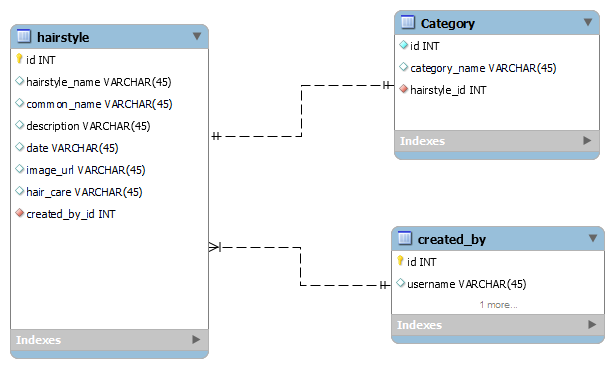 hairstyle
id INT
hairstyle_name VARCHAR(45)
common_name VARCHAR(45)
description VARCHAR(45)
date VARCHAR(45)
image_url VARCHAR(45)
hair_care VARCHAR(45)
created_by_id INT
Indexes
Category
id INT
category_name VARCHAR(45)
hairstyle_id INT
Indexes
created_by
id INT
username VARCHAR(45)
1 more...
Indexes